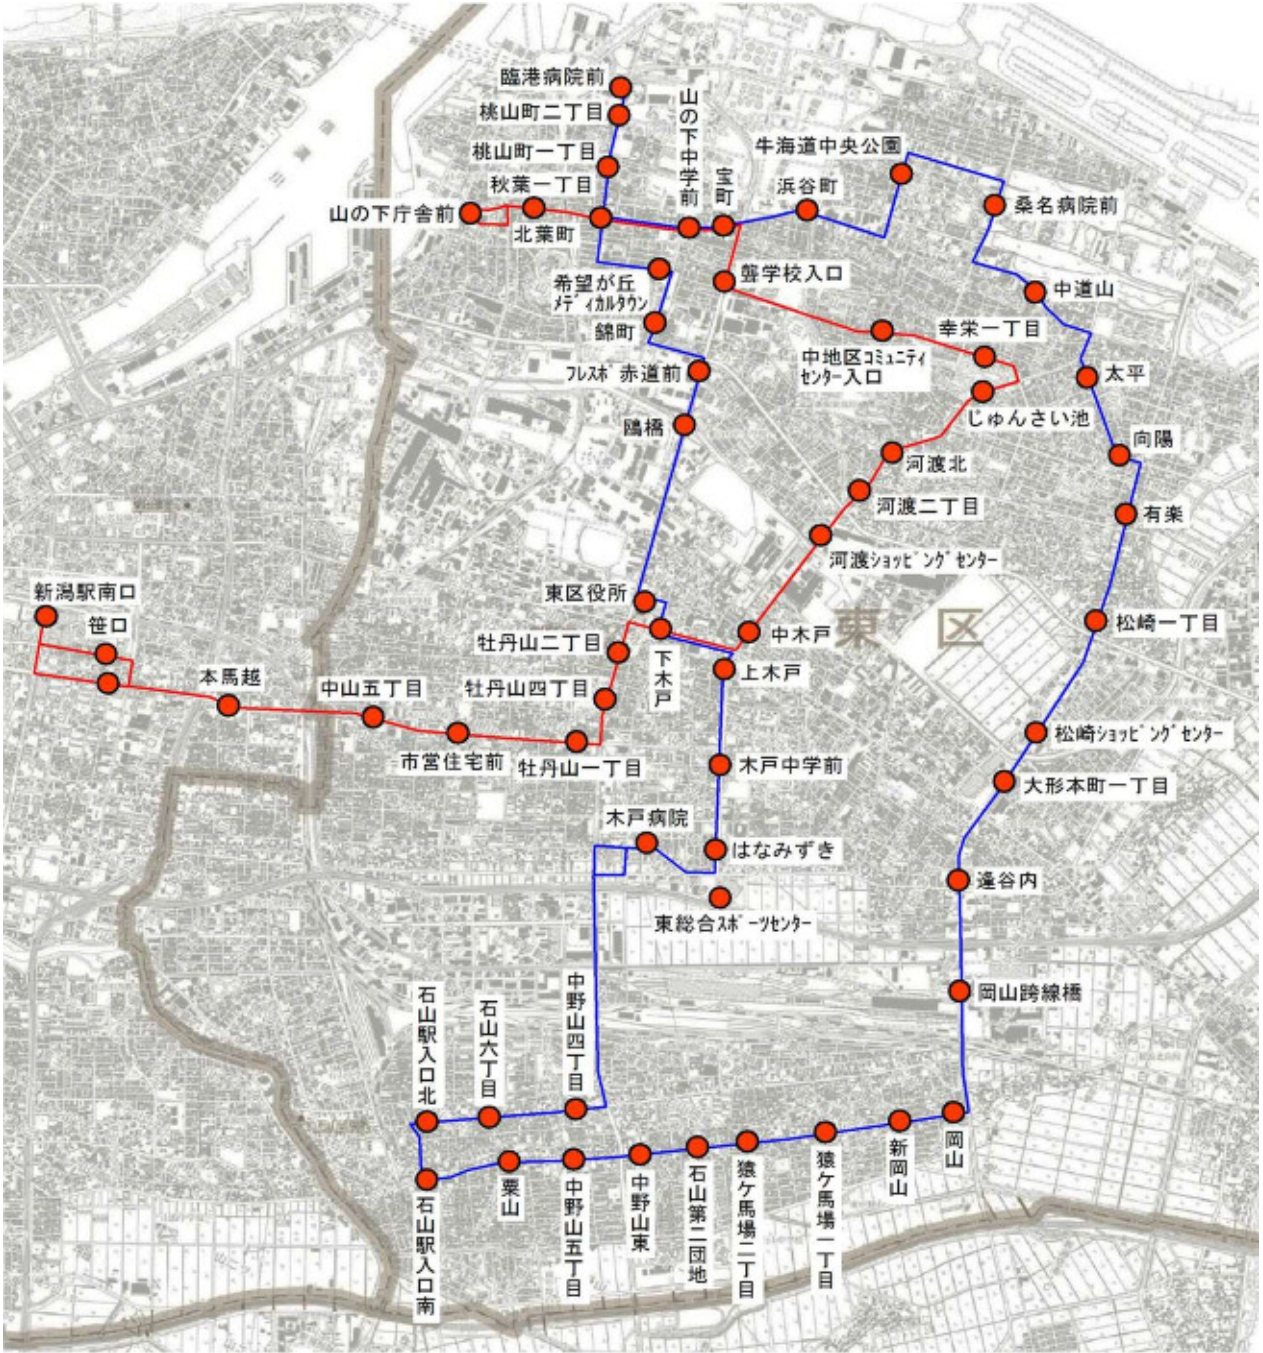 臨港病院前
桃山町二丁目
桃山町一丁目
秋葉一丁目
山の下庁舎前
北葉町
山の下中学前
宝町
浜谷町
牛海道中央公園
桑名病院前
希望が丘
ﾒﾃﾞｨｶﾙﾀｳﾝ
聾学校入口
中道山
錦町
中地区ｺﾐｭﾆﾃｨ
ｾﾝﾀｰ入口
幸栄一丁目
ﾌﾚｽﾎﾟ赤道前
太平
じゅんさい池
鴎橋
向陽
河渡北
河渡二丁目
有楽
河渡ｼｮｯﾋﾟﾝｸﾞｾﾝﾀｰ
新潟駅南口
笹口
東区役所
東区
松崎一丁目
中木戸
牡丹山二丁目
下木戸
上木戸
本馬越
中山五丁目
牡丹山四丁目
松崎ｼｮｯﾋﾟﾝｸﾞｾﾝﾀｰ
市営住宅前
牡丹山一丁目
木戸中学前
大形本町一丁目
木戸病院
はなみずき
逢谷内
東総合ｽﾎﾟｰﾂｾﾝﾀｰ
岡山跨線橋
石山駅入口北
石山六丁目
中野山四丁目
石山駅入口南
粟山
中野山五丁目
中野山東
石山第二団地
猿ケ馬場二丁目
猿ケ馬場一丁目
新岡山
岡山